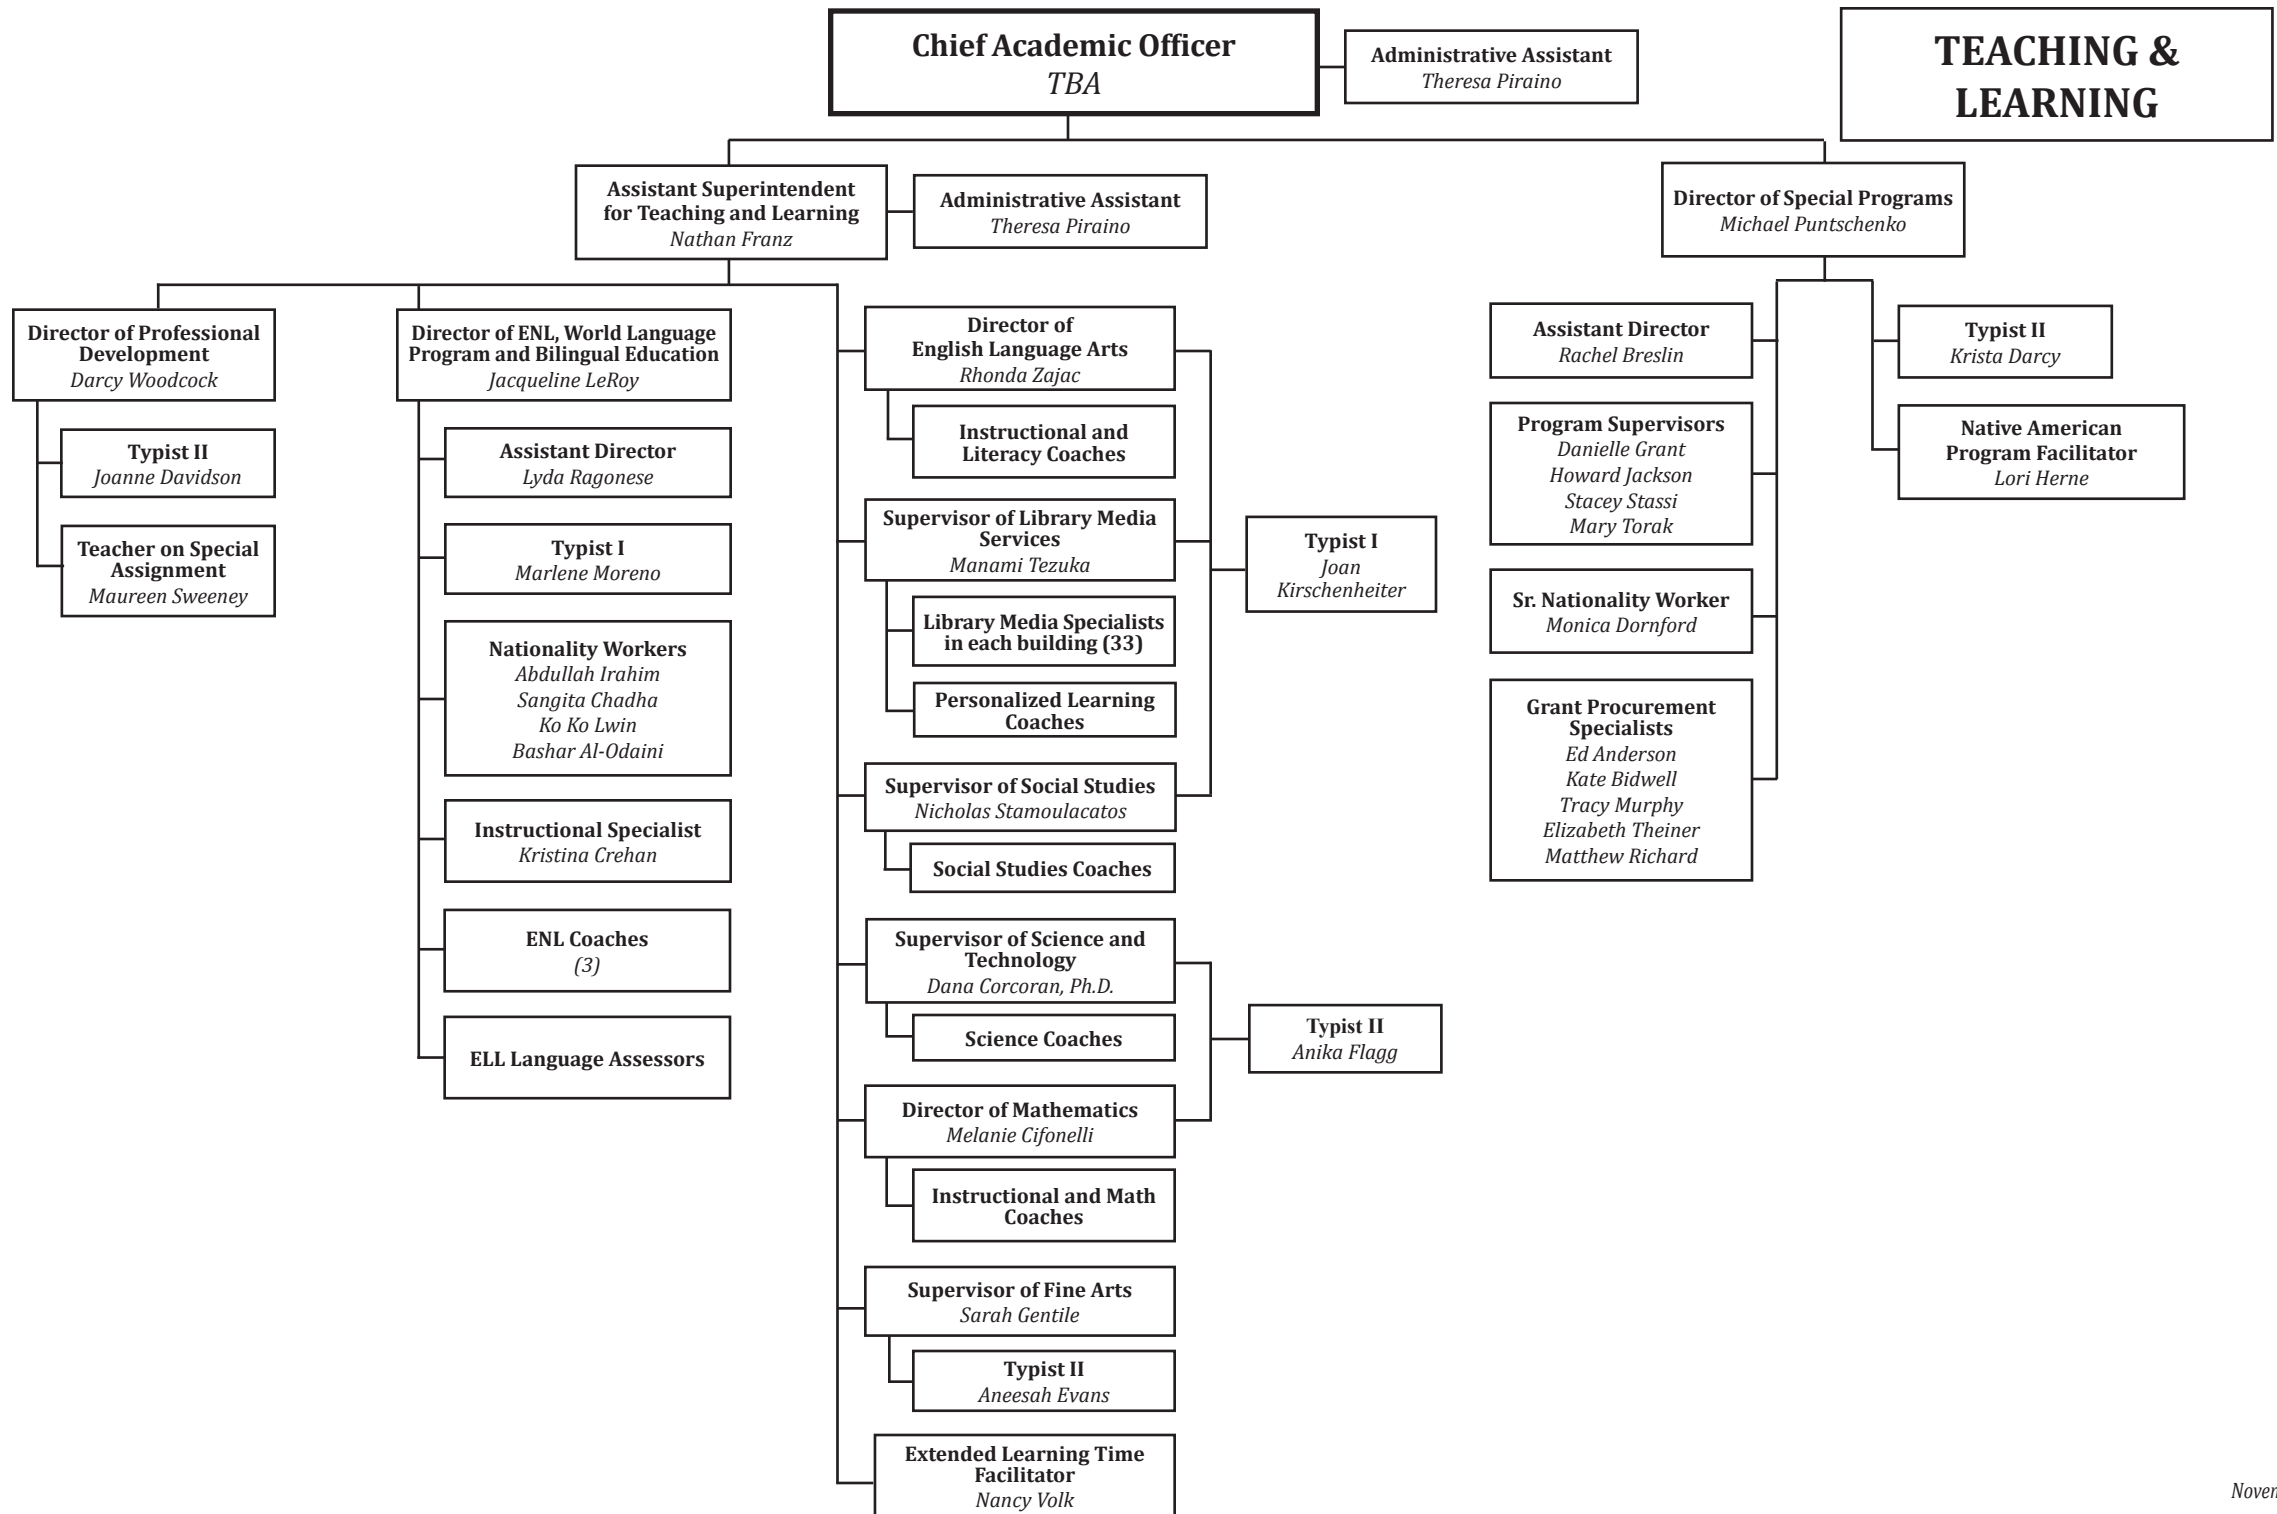 Chief Academic Officer
TBA
Administrative Assistant
Theresa Piraino
TEACHING &
LEARNING
Assistant Superintendent
for Teaching and Learning
Nathan Franz
Administrative Assistant
Theresa Piraino
Director of Special Programs
Michael Puntschenko
Director of Professional
Development
Darcy Woodcock
Typist II
Joanne Davidson
Teacher on Special
Assignment
Maureen Sweeney
Director of ENL, World Language
Program and Bilingual Education
Jacqueline LeRoy
Assistant Director
Lyda Ragonese
Typist I
Marlene Moreno
Nationality Workers
Abdullah Irahim
Sangita Chadha
Ko Ko Lwin
Bashar Al-Odaini
Instructional Specialist
Kristina Crehan
ENL Coaches
(3)
ELL Language Assessors
Director of
English Language Arts
Rhonda Zajac
Instructional and
Literacy Coaches
Supervisor of Library Media
Services
Manami Tezuka
Library Media Specialists
in each building (33)
Personalized Learning
Coaches
Supervisor of Social Studies
Nicholas Stamoulacatos
Social Studies Coaches
Typist I
Joan
Kirschenheiter
Supervisor of Science and
Technology
Dana Corcoran, Ph.D.
Science Coaches
Director of Mathematics
Melanie Cifonelli
Instructional and Math
Coaches
Typist II
Anika Flagg
Supervisor of Fine Arts
Sarah Gentile
Typist II
Aneesah Evans
Extended Learning Time
Facilitator
Nancy Volk
Assistant Director
Rachel Breslin
Program Supervisors
Danielle Grant
Howard Jackson
Stacey Stassi
Mary Torak
Sr. Nationality Worker
Monica Dornford
Grant Procurement
Specialists
Ed Anderson
Kate Bidwell
Tracy Murphy
Elizabeth Theiner
Matthew Richard
Typist II
Krista Darcy
Native American
Program Facilitator
Lori Herne